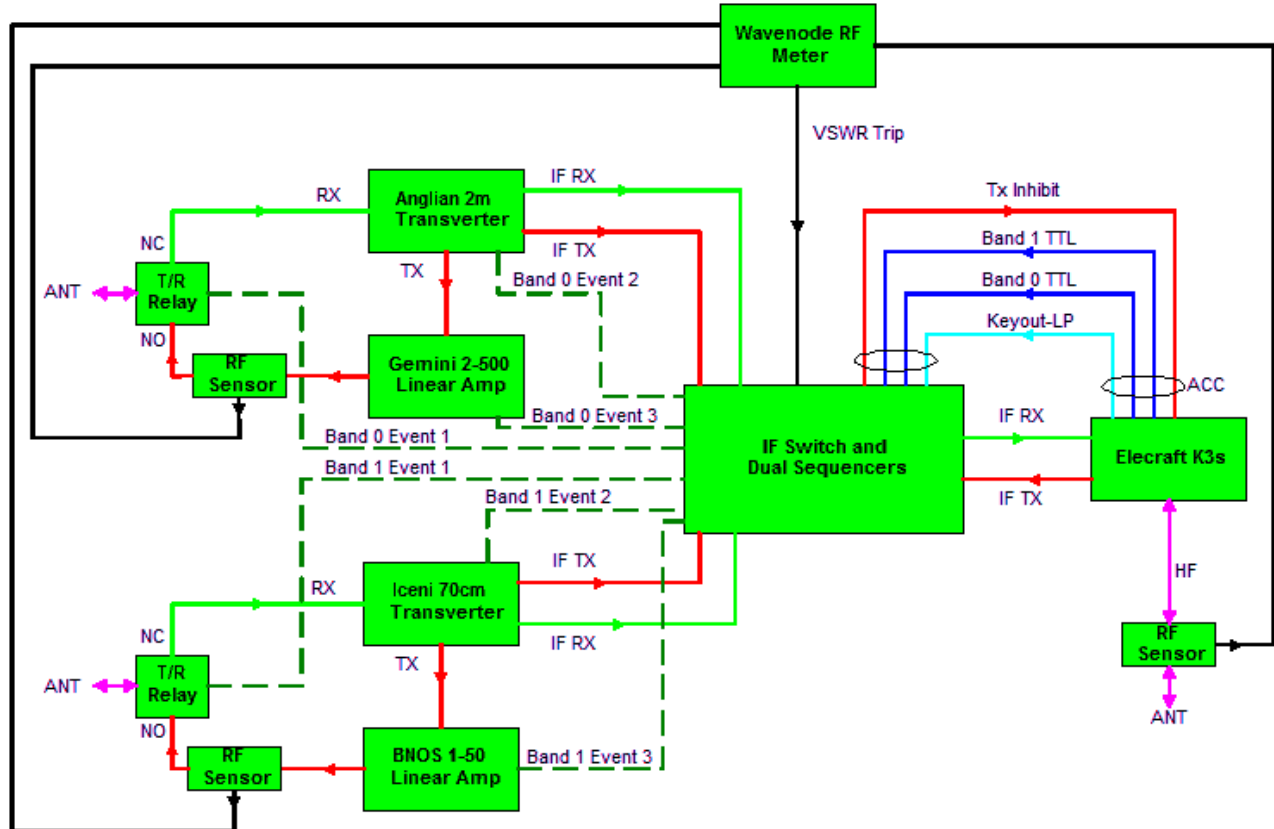 Wavenode RF
Meter
VSWR Trip
Anglian 2m
Transverter
IF RX
IF TX
RX
NC
T/R
Relay
ANT
NO
RF
Sensor
TX
Gemini 2-500
Linear Amp
Band 0 Event 2
Band 0 Event 3
Band 0 Event 1
Band 1 Event 1
Band 1 Event 2
Tx Inhibit
Band 1 TTL
Band 0 TTL
Keyout-LP
ACC
IF Switch and
Dual Sequencers
IF RX
IF TX
Elecraft K3s
HF
RF
Sensor
ANT
Iceni 70cm
Transverter
IF TX
IF RX
RX
NC
T/R
Relay
ANT
NO
RF
Sensor
TX
BNOS 1-50
Linear Amp
Band 1 Event 3